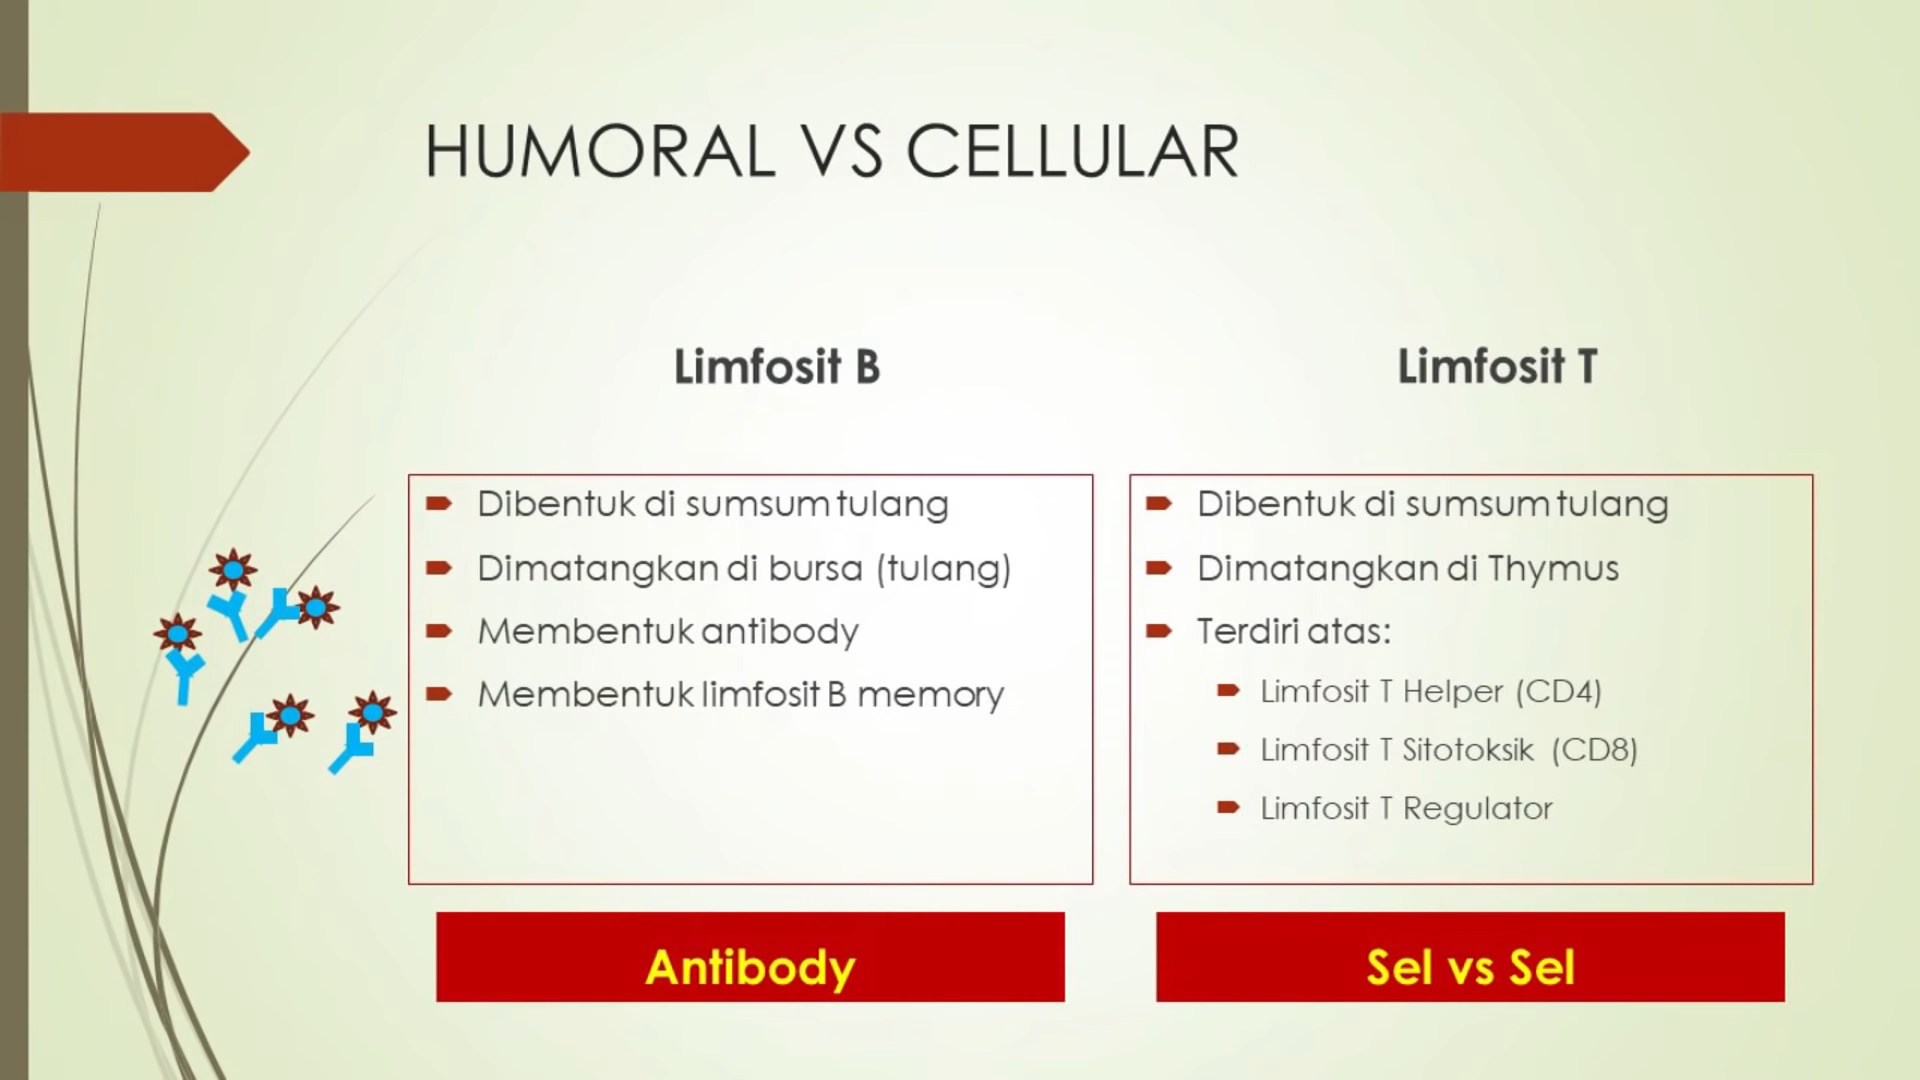 HUMORAL VS CELLULAR
Limfosit B
Dibentuk di sumsum tulang
Dimatangkan di bursa (tulang)
Membentuk antibody
Membentuk limfosit B memory
Antibody
Limfosit T
Dibentuk di sumsum tulang
Dimatangkan di Thymus
Terdiri atas:
Limfosit T Helper (CD4)
Limfosit T Sitotoksik (CD8)
Limfosit T Regulator
Sel vs Sel